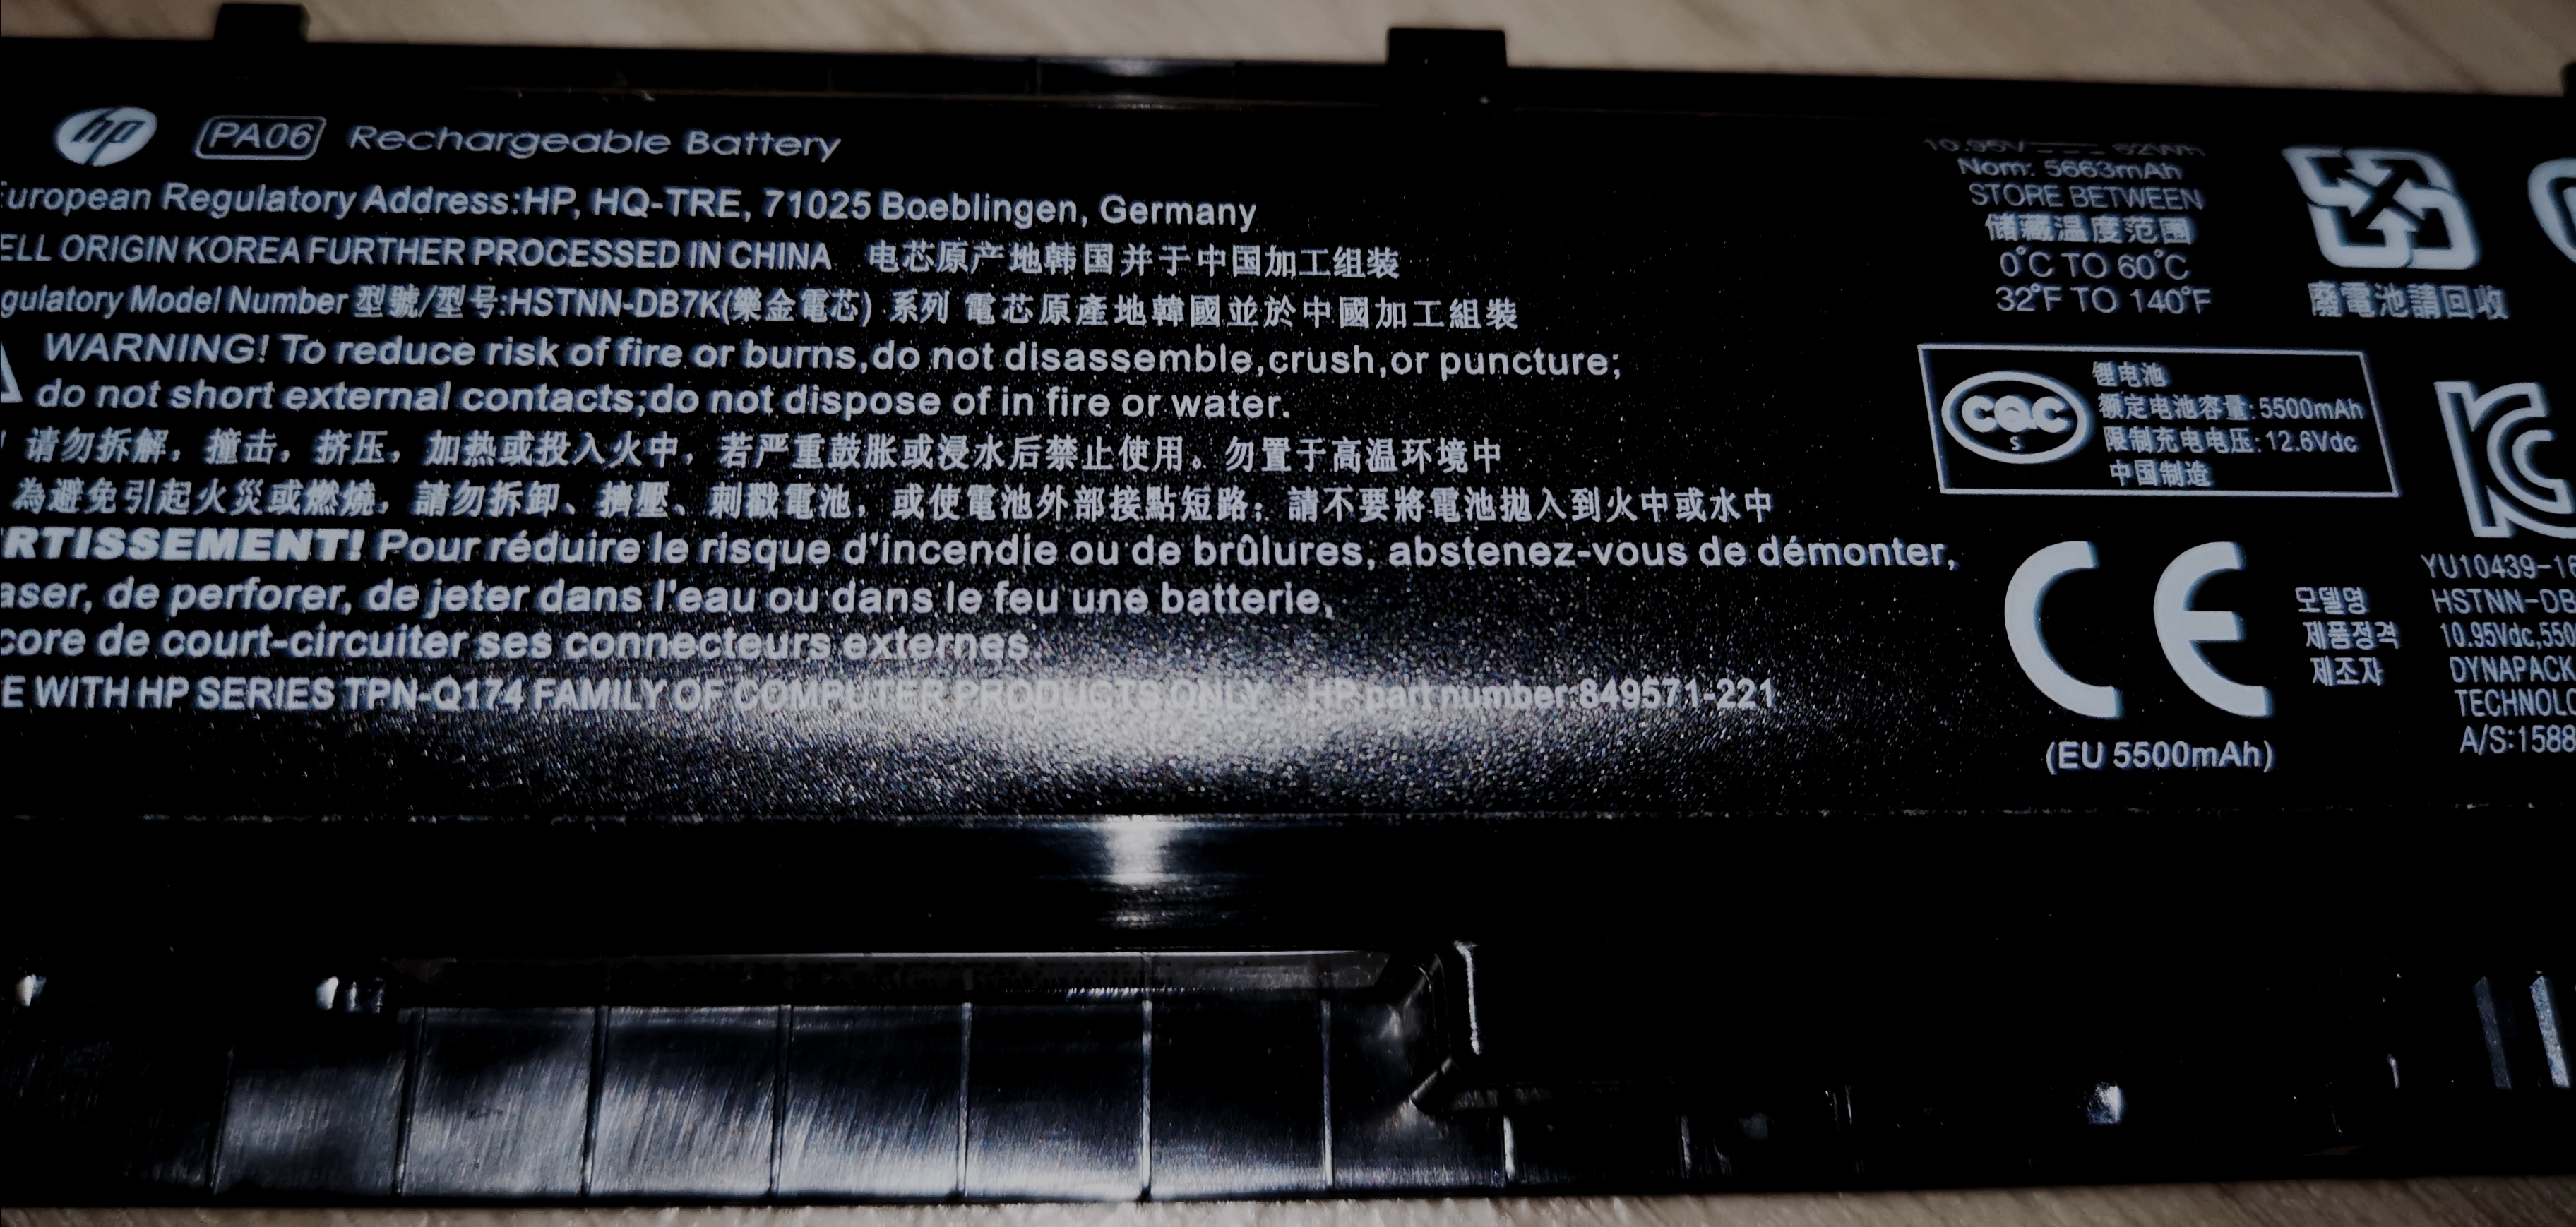 hp PA06 Rechargeable Battery
European Regulatory Address:HP, HQ-TRE, 71025 Boeblingen, Germany
ELL ORIGIN KOREA FURTHER PROCESSED IN CHINA 电芯原产地韩国并于中国加工组装
gulatory Model Number 型號/型号:HSTNN-DB7K(樂金電芯) 系列 電芯原產地韓國並於中國加工組裝
WARNING! To reduce risk of fire or burns,do not disassemble,crush,or puncture;
do not short external contacts;do not dispose of in fire or water.
! 请勿拆解，撞击，挤压，加热或投入火中，若严重鼓胀或浸水后禁止使用。勿置于高温环境中
為避免引起火災或燃燒，請勿拆卸、擠壓、刺戳電池，或使電池外部接點短路；請不要將電池拋入到火中或水中
RTISSEMENT! Pour réduire le risque d'incendie ou de brûlures, abstenez-vous de démonter,
aser, de perforer, de jeter dans l'eau ou dans le feu une batterie,
core de court-circuiter ses connecteurs externes
E WITH HP SERIES TPN-Q174 FAMILY OF COMPUTER PRODUCTS ONLY. HP part number:849571-221
10.95V 62Wh
Nom: 5663mAh
STORE BETWEEN
储藏温度范围
0°C TO 60°C
32°F TO 140°F
廢電池請回收
CQC
S
锂电池
额定电池容量: 5500mAh
限制充电电压: 12.6Vdc
中国制造
CE
(EU 5500mAh)
YU10439-16
모델명 HSTNN-DB
제품정격 10.95Vdc,550
제조자 DYNAPACK
TECHNOLO
A/S:1588